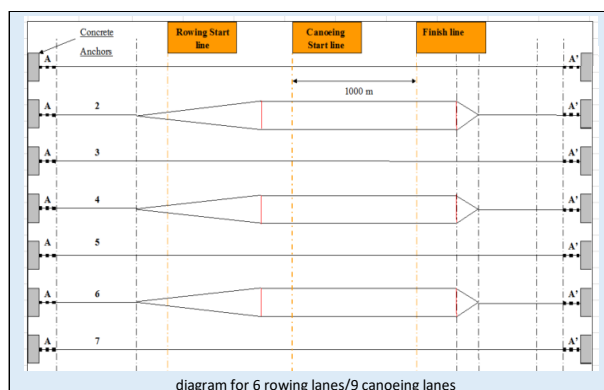 Concrete
Anchors
Rowing Start
line
Canoeing
Start line
Finish line
A
A'
1000 m
A
2
A'
A
3
A'
A
4
A'
A
5
A'
A
6
A'
A
7
A'
diagram for 6 rowing lanes/9 canoeing lanes